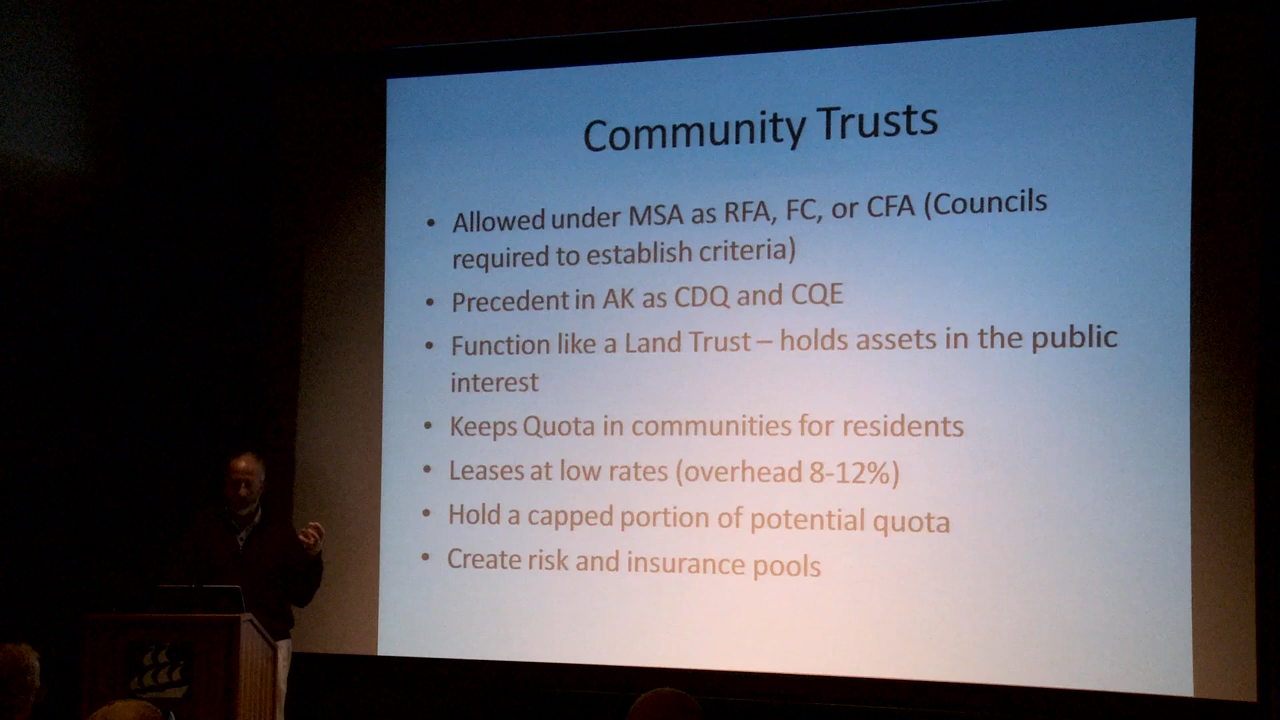 Community Trusts
• Allowed under MSA as RFA, FC, or CFA (Councils
required to establish criteria)
• Precedent in AK as CDQ and CQE
• Function like a Land Trust – holds assets in the public
interest
• Keeps Quota in communities for residents
• Leases at low rates (overhead 8-12%)
• Hold a capped portion of potential quota
• Create risk and insurance pools